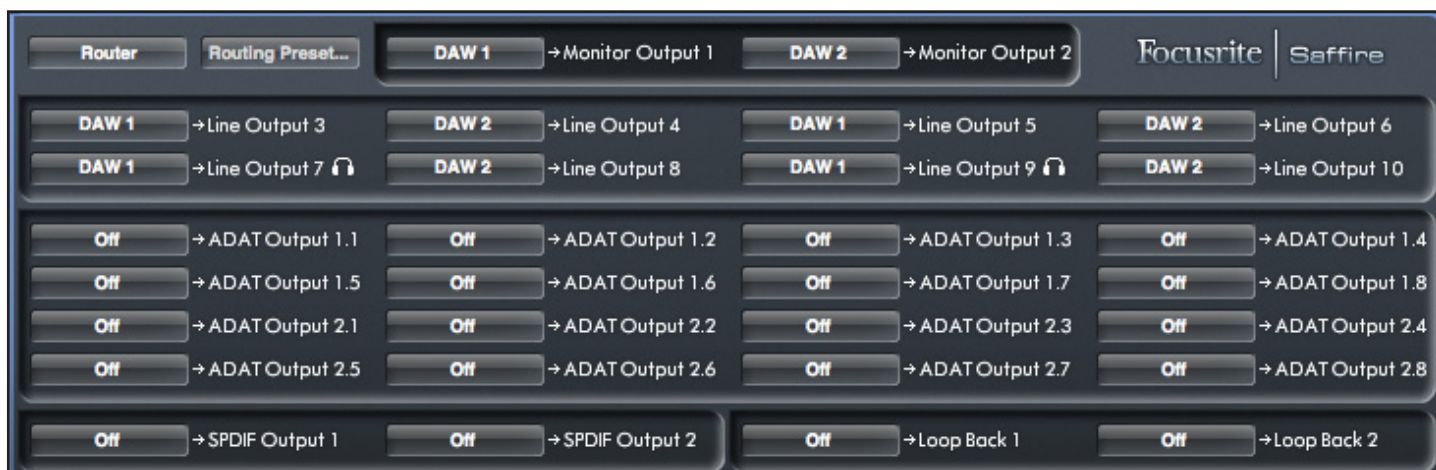 Router Routing Preset... DAW 1 →Monitor Output 1 DAW 2 →Monitor Output 2 Focusrite Saffire
DAW 1 →Line Output 3 DAW 2 →Line Output 4 DAW 1 →Line Output 5 DAW 2 →Line Output 6
DAW 1 →Line Output 7 DAW 2 →Line Output 8 DAW 1 →Line Output 9 DAW 2 →Line Output 10
Off →ADAT Output 1.1 Off →ADAT Output 1.2 Off →ADAT Output 1.3 Off →ADAT Output 1.4
Off →ADAT Output 1.5 Off →ADAT Output 1.6 Off →ADAT Output 1.7 Off →ADAT Output 1.8
Off →ADAT Output 2.1 Off →ADAT Output 2.2 Off →ADAT Output 2.3 Off →ADAT Output 2.4
Off →ADAT Output 2.5 Off →ADAT Output 2.6 Off →ADAT Output 2.7 Off →ADAT Output 2.8
Off →SPDIF Output 1 Off →SPDIF Output 2 Off →Loop Back 1 Off →Loop Back 2